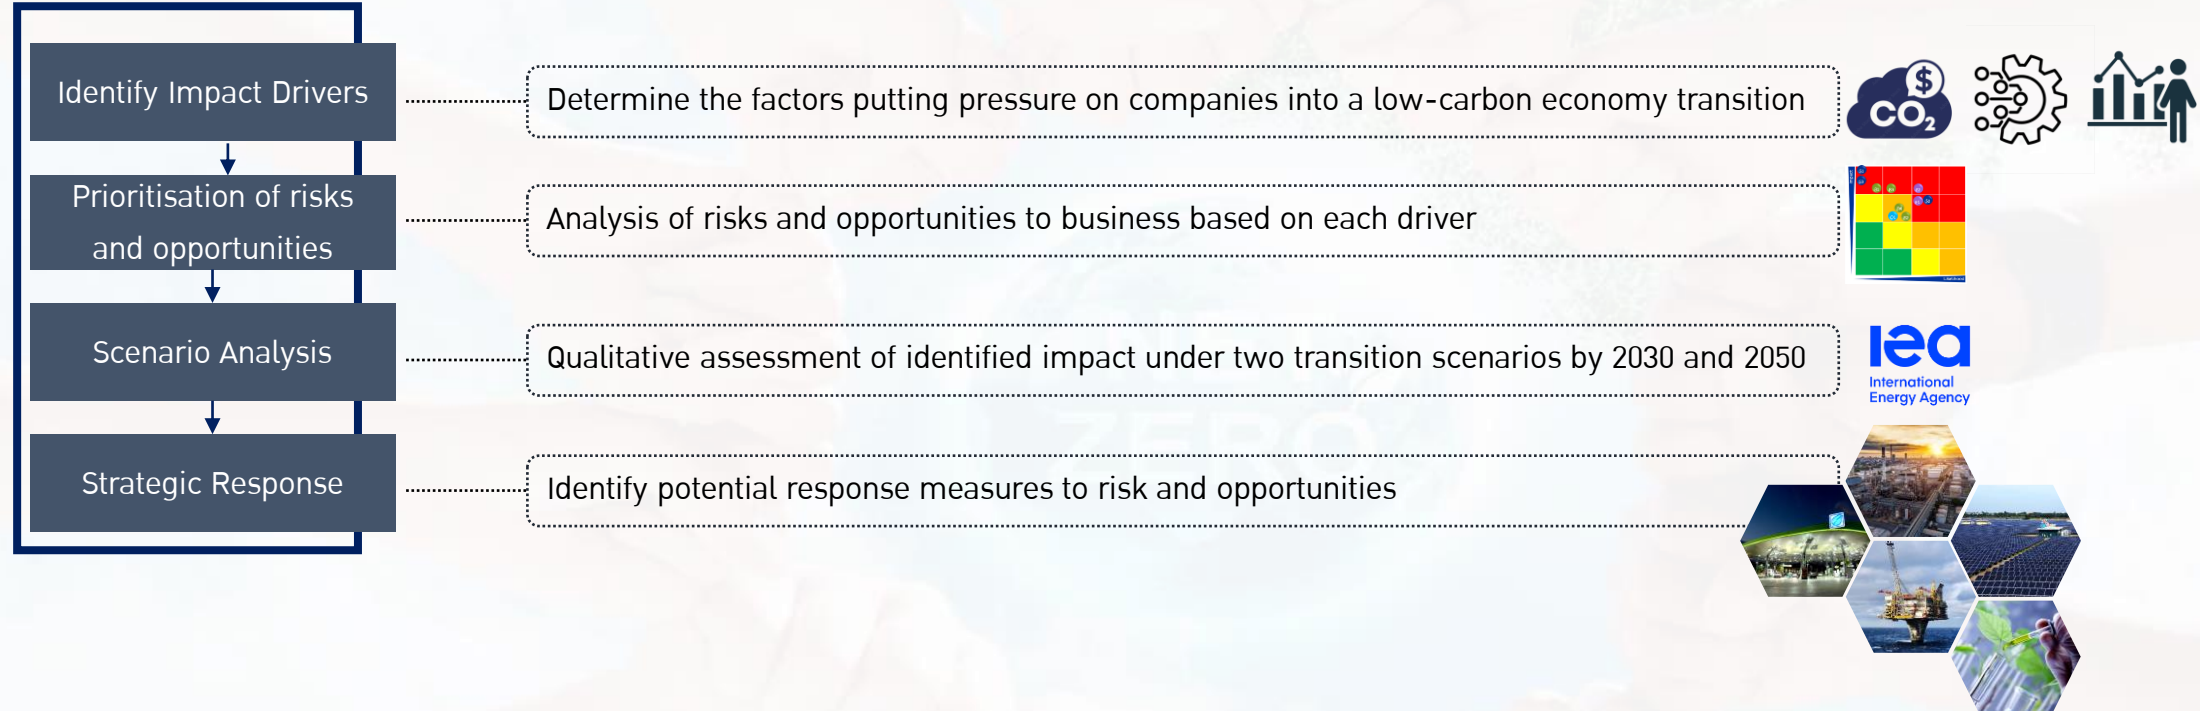 Identify Impact Drivers
Determine the factors putting pressure on companies into a low-carbon economy transition
$
CO₂
Prioritisation of risks
and opportunities
Analysis of risks and opportunities to business based on each driver
Scenario Analysis
Qualitative assessment of identified impact under two transition scenarios by 2030 and 2050
iea
International
Energy Agency
Strategic Response
Identify potential response measures to risk and opportunities
NET
ZERO